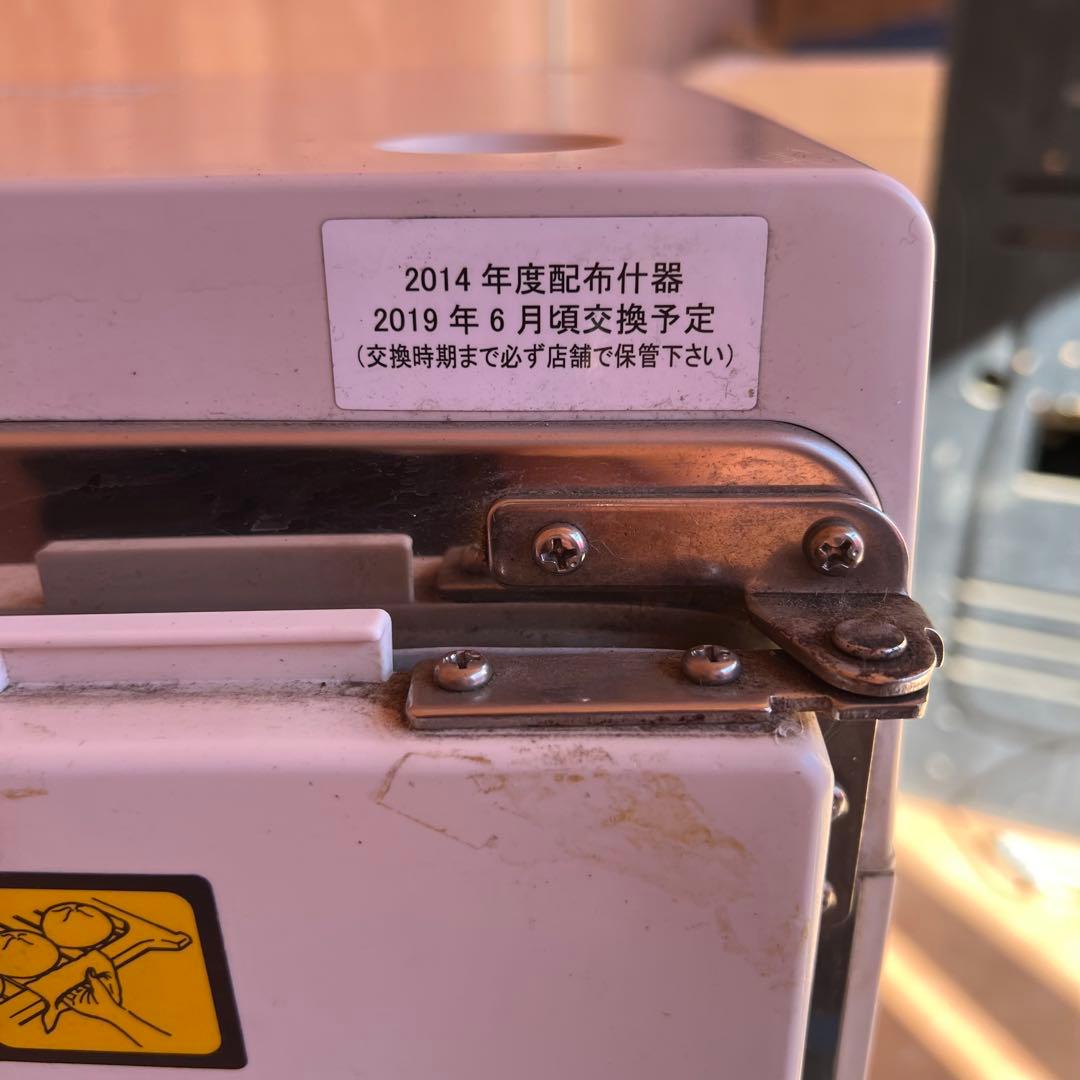 2014 年度配布什器
2019 年 6 月頃交換予定
（交換時期まで必ず店舗で保管下さい）